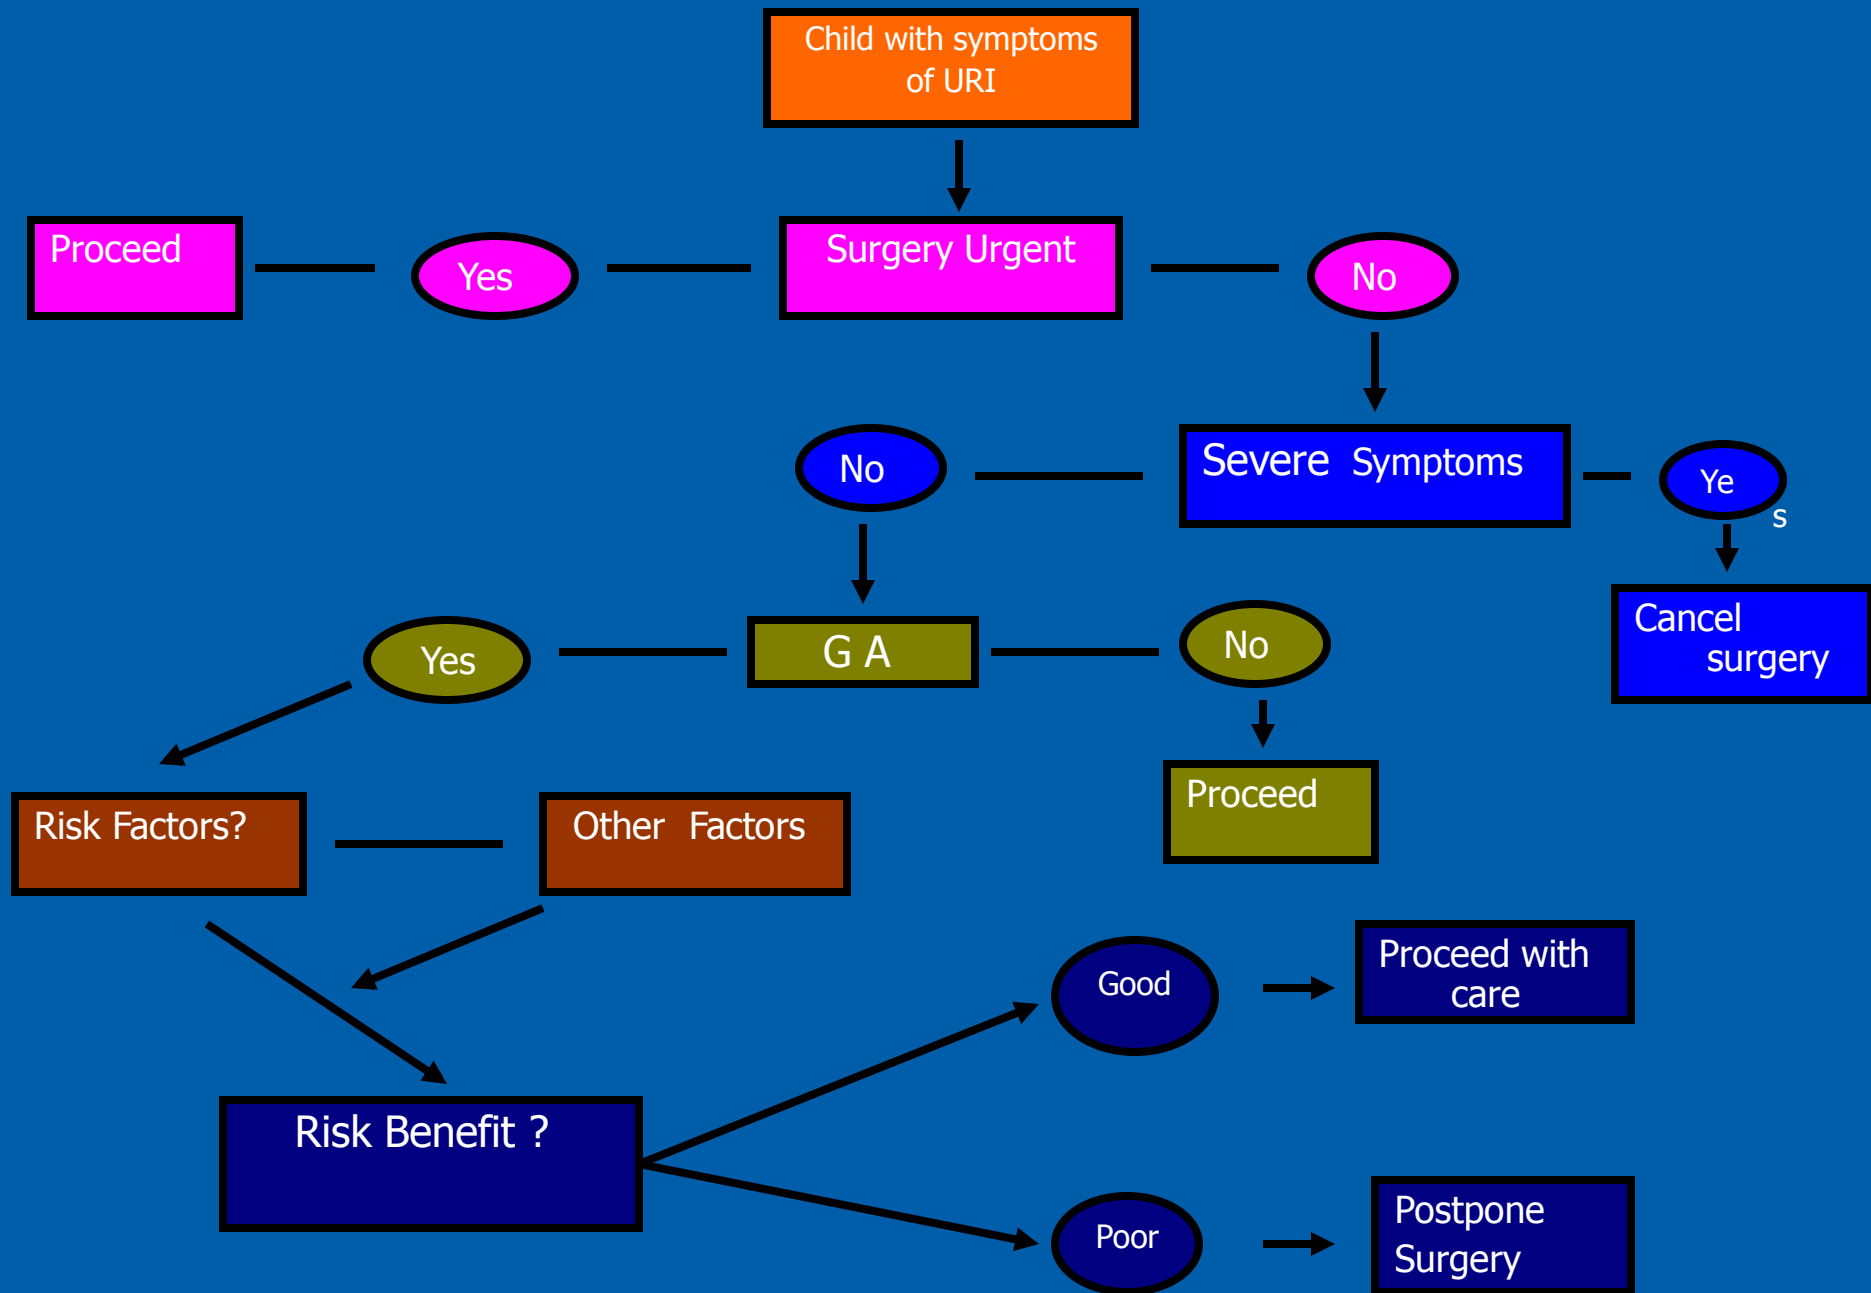 Child with symptoms
of URI
Proceed
Yes
Surgery Urgent
No
No
Severe Symptoms
Ye
s
Cancel
surgery
Yes
G A
No
Proceed
Risk Factors?
Other Factors
Good
Proceed with
care
Risk Benefit ?
Poor
Postpone
Surgery